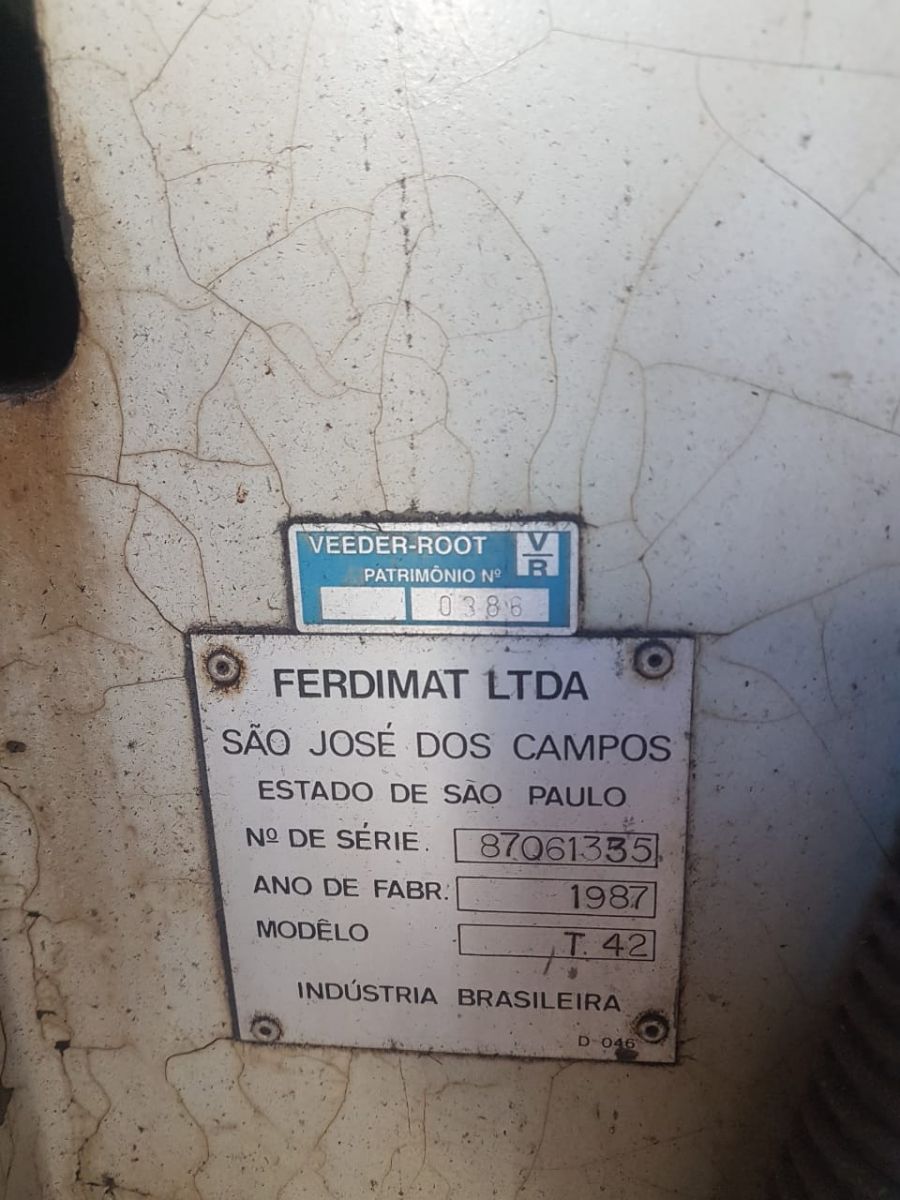 VEEDER-ROOT V/R
PATRIMÔNIO Nº
0386
FERDIMAT LTDA
SÃO JOSÉ DOS CAMPOS
ESTADO DE SÃO PAULO
Nº DE SÉRIE. 87061335
ANO DE FABR. 1987
MODÊLO T. 42
INDÚSTRIA BRASILEIRA
D-046